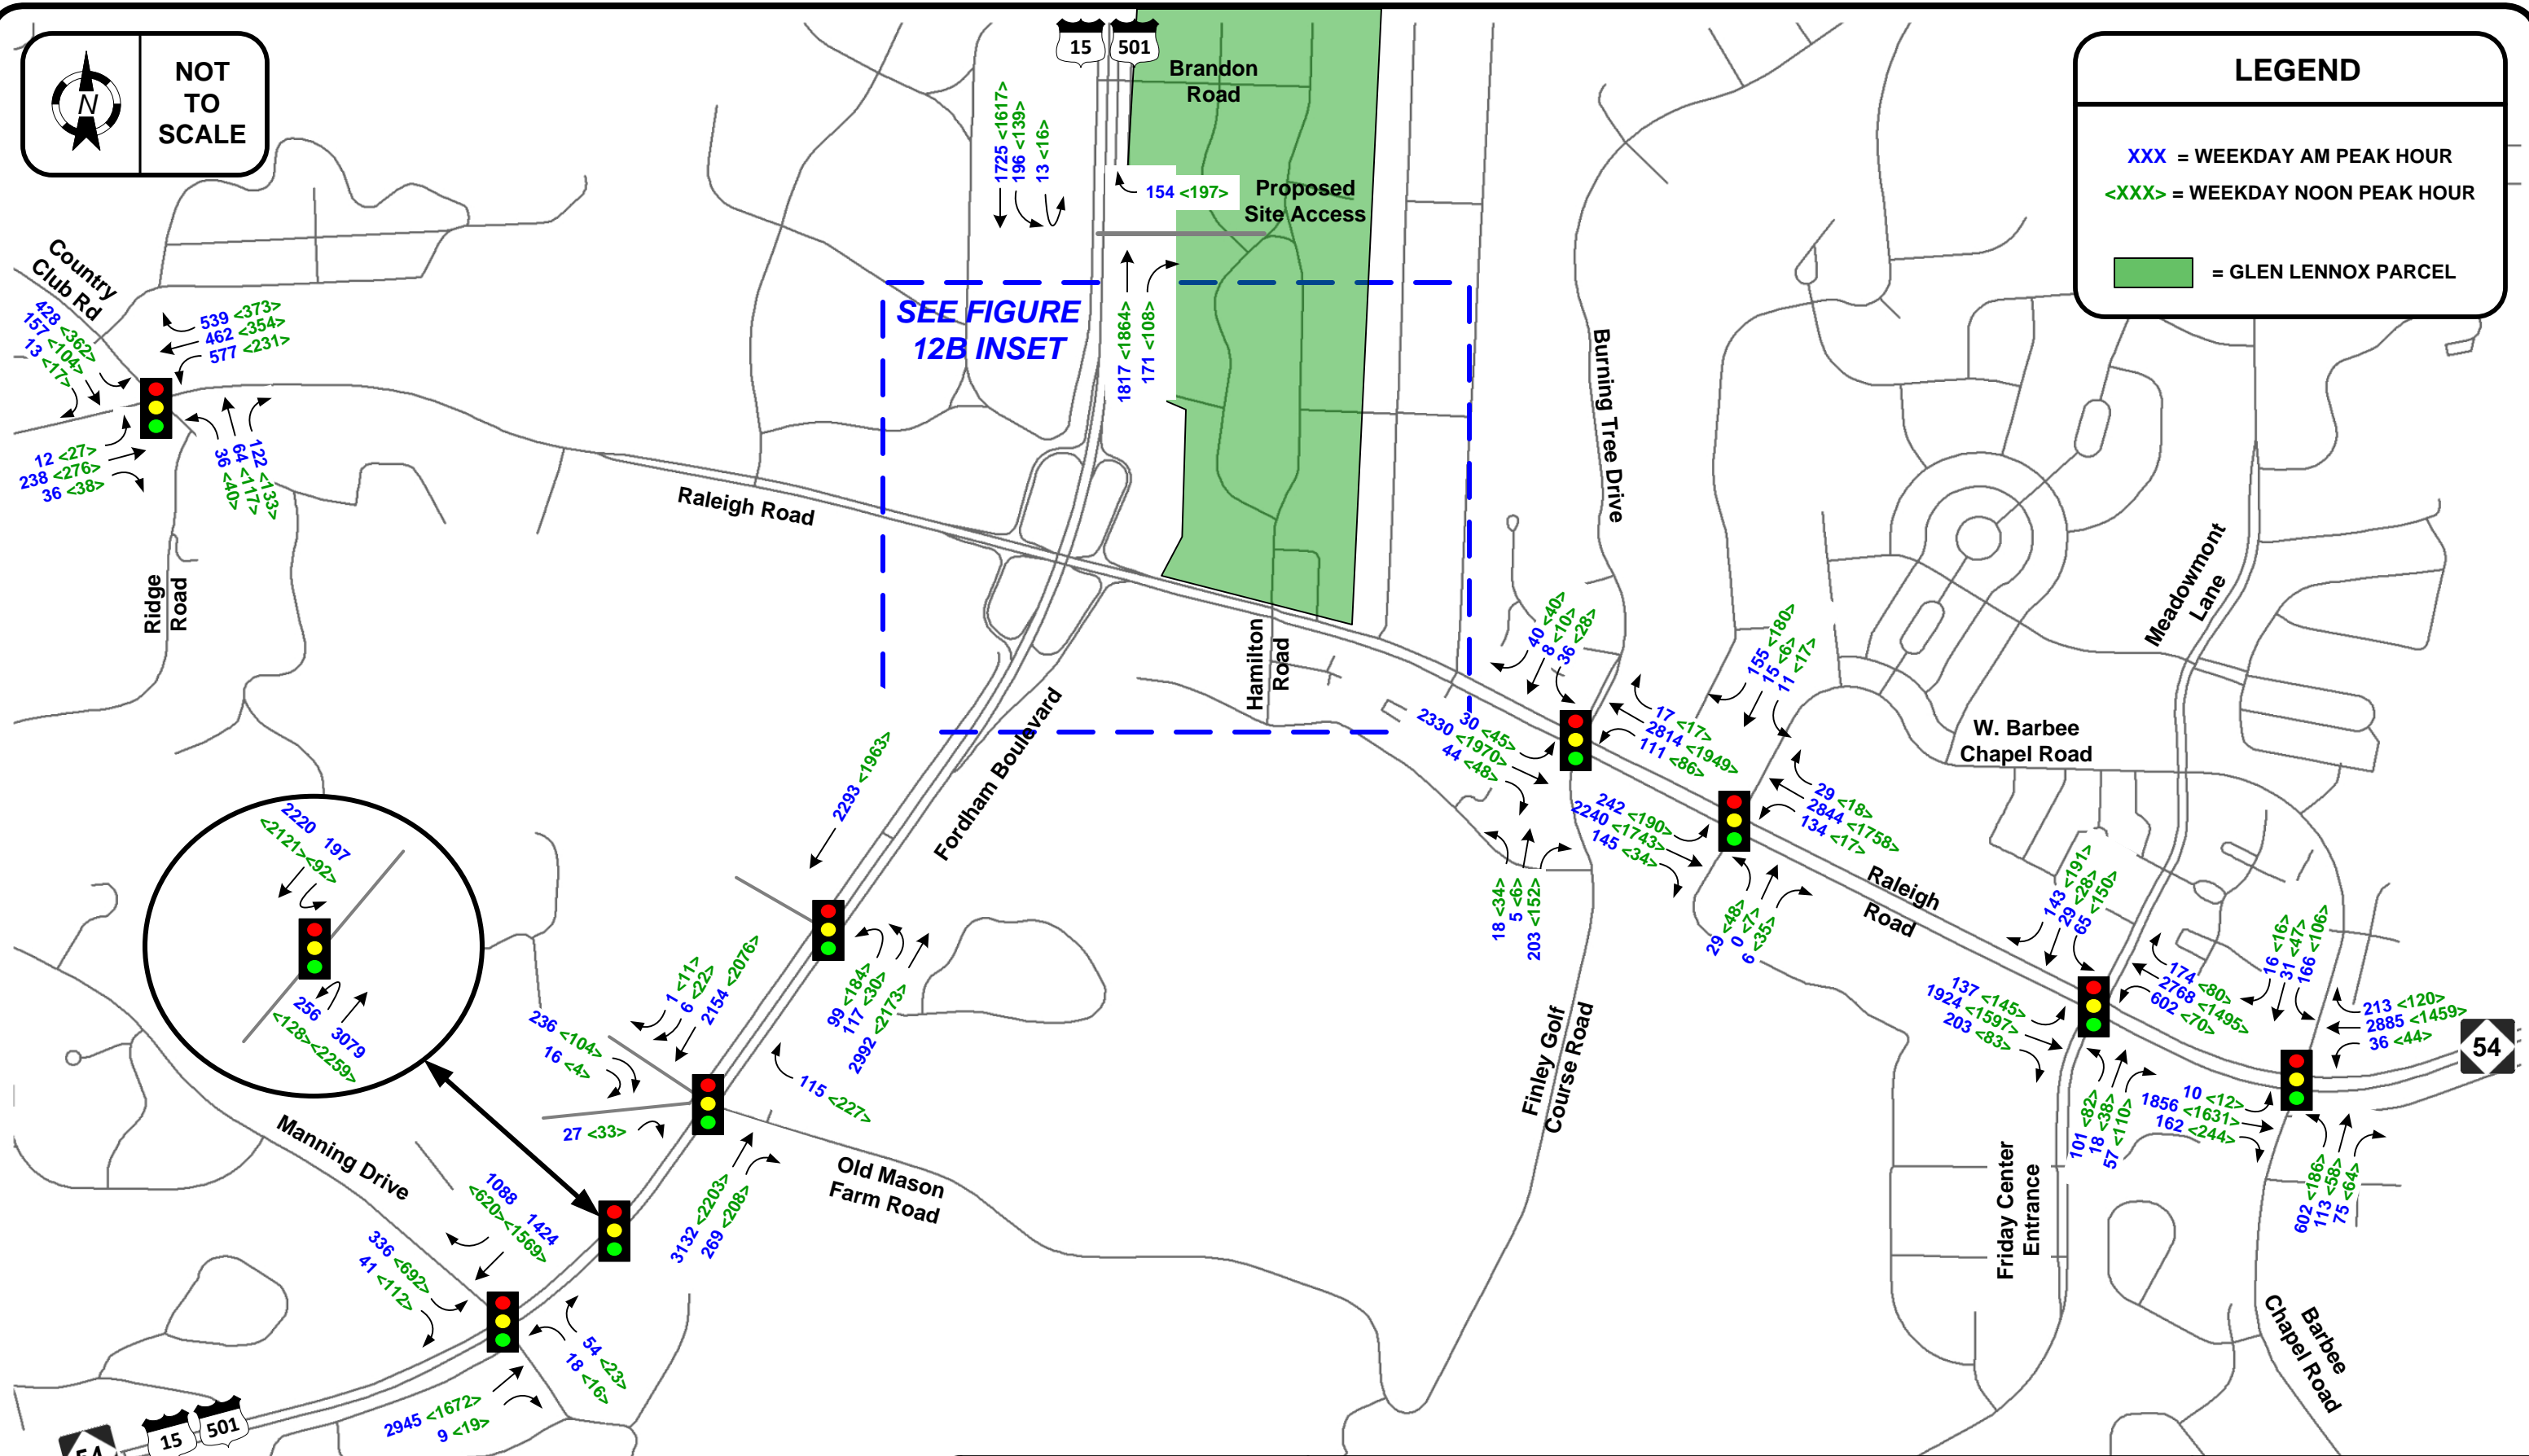 NOT
TO
SCALE
15
501
Brandon
Road
LEGEND
XXX = WEEKDAY AM PEAK HOUR
<XXX> = WEEKDAY NOON PEAK HOUR
= GLEN LENNOX PARCEL
1725 <1617>
196 <139>
13 <16>
154 <197>
Proposed
Site Access
1817 <1864>
171 <108>
SEE FIGURE
12B INSET
Country
Club Rd
428 <362>
157 <104>
13 <17>
539 <373>
462 <354>
577 <231>
12 <27>
238 <276>
36 <38>
36 <40>
64 <117>
122 <133>
Ridge
Road
Raleigh Road
Hamilton
Road
Burning Tree Drive
Meadowmont
Lane
40 <40>
8 <10>
36 <28>
17 <17>
2814 <1949>
111 <86>
30 <45>
2330 <1970>
44 <48>
18 <34>
5 <6>
203 <152>
155 <180>
15 <6>
11 <17>
29 <18>
2844 <1758>
134 <17>
242 <190>
2240 <1743>
145 <34>
29 <48>
0 <7>
6 <35>
W. Barbee
Chapel Road
Raleigh
Road
143 <191>
29 <28>
65 <150>
174 <80>
2768 <1495>
602 <70>
137 <145>
1924 <1597>
203 <83>
101 <82>
18 <38>
57 <110>
16 <16>
31 <47>
166 <106>
213 <120>
2885 <1459>
36 <44>
10 <12>
1856 <1631>
162 <244>
602 <186>
113 <58>
75 <64>
54
Friday Center
Entrance
Barbee
Chapel Road
Finley Golf
Course Road
Fordham Boulevard
2293 <1963>
99 <184>
117 <30>
2992 <2173>
1 <11>
6 <22>
2154 <2076>
236 <104>
16 <4>
27 <33>
115 <227>
3132 <2203>
269 <208>
Old Mason
Farm Road
2220 197
<2121> <92>
256 3079
<128> <2259>
Manning Drive
1088 1424
<620> <1569>
336 <692>
41 <112>
54 <23>
18 <16>
2945 <1672>
9 <19>
54
15
501
N